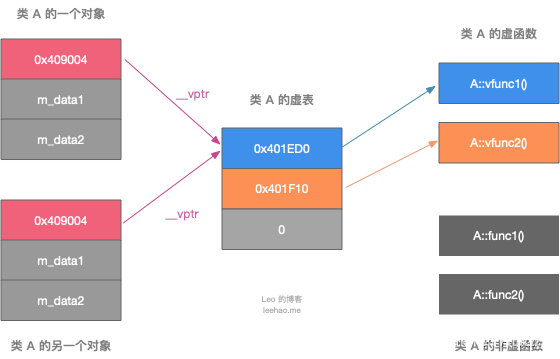 类 A 的一个对象
0x409004
m_data1
m_data2
__vptr
类 A 的虚表
0x401ED0
0x401F10
0
类 A 的虚函数
A::vfunc1()
A::vfunc2()
0x409004
m_data1
m_data2
__vptr
类 A 的另一个对象
Leo 的博客
leehao.me
A::func1()
A::func2()
类 A 的非虚函数